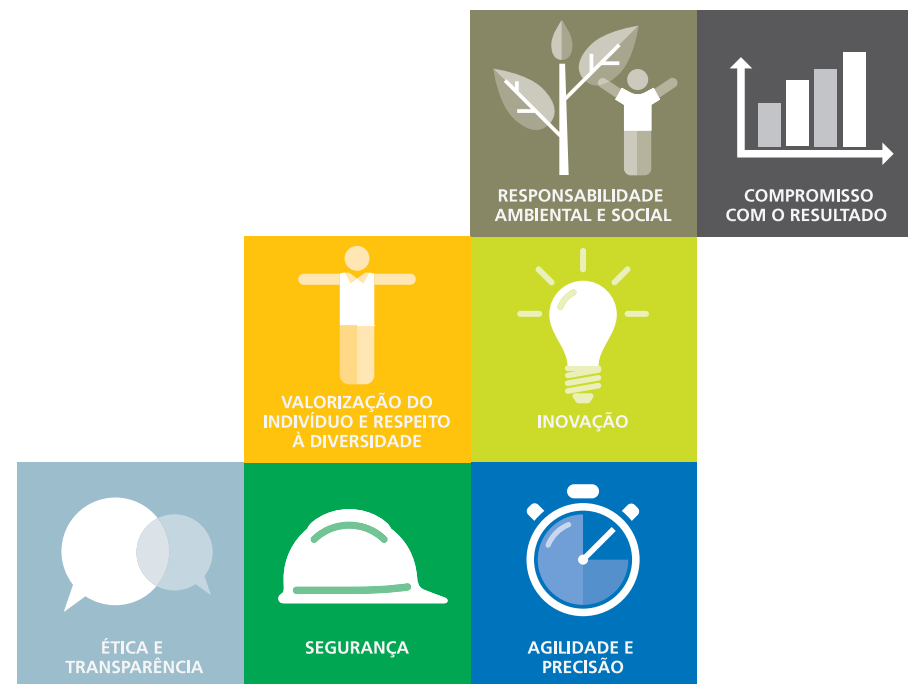 RESPONSABILIDADE
AMBIENTAL E SOCIAL
COMPROMISSO
COM O RESULTADO
VALORIZAÇÃO DO
INDIVÍDUO E RESPEITO
À DIVERSIDADE
INOVAÇÃO
ÉTICA E
TRANSPARÊNCIA
SEGURANÇA
AGILIDADE E
PRECISÃO